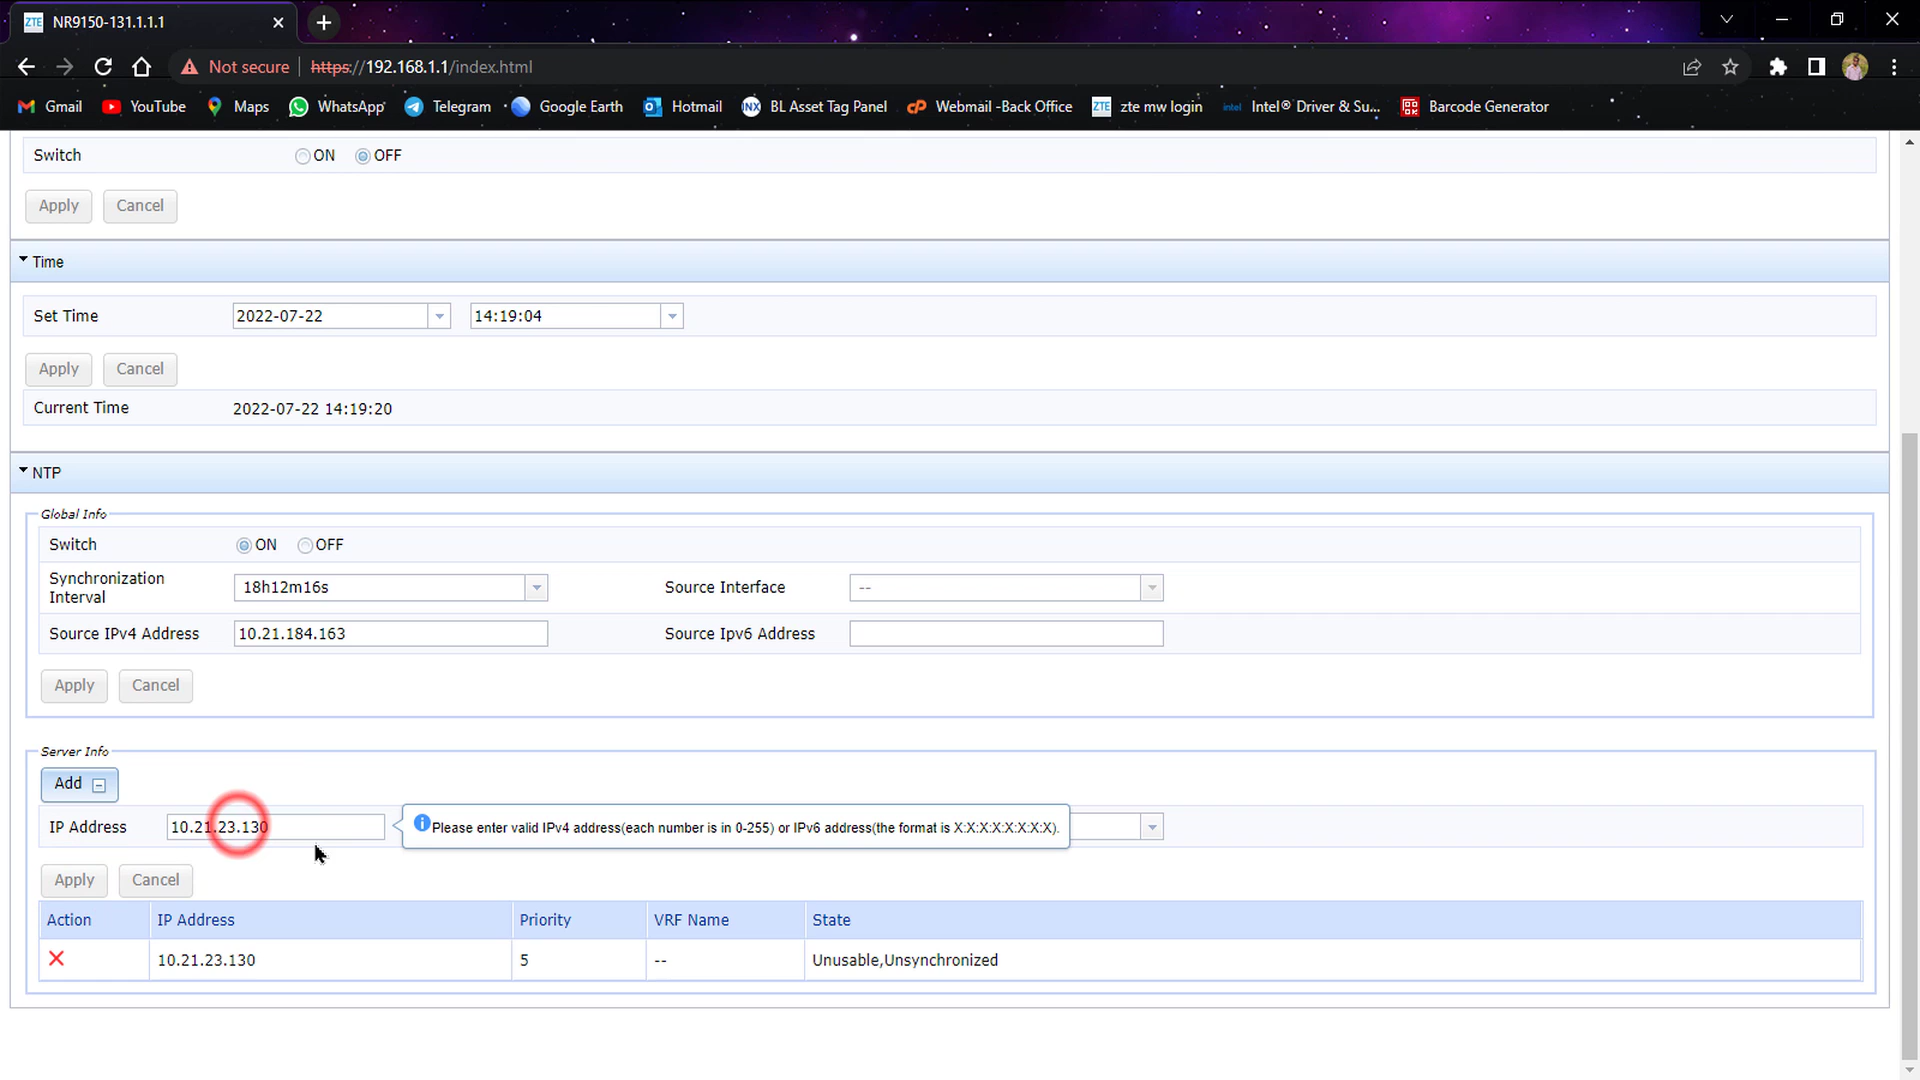 ZTE NR9150-131.1.1.1
Not secure https://192.168.1.1/index.html
Gmail YouTube Maps WhatsApp Telegram Google Earth Hotmail INX BL Asset Tag Panel Webmail -Back Office ZTE zte mw login intel Intel® Driver & Su... Barcode Generator
Switch ON OFF
Apply Cancel
Time
Set Time 2022-07-22 14:19:04
Apply Cancel
Current Time 2022-07-22 14:19:20
NTP
Global Info
Switch ON OFF
Synchronization Interval 18h12m16s Source Interface --
Source IPv4 Address 10.21.184.163 Source Ipv6 Address
Apply Cancel
Server Info
Add
IP Address 10.21.23.130 Please enter valid IPv4 address(each number is in 0-255) or IPv6 address(the format is X:X:X:X:X:X:X:X).
Apply Cancel
Action IP Address Priority VRF Name State
10.21.23.130 5 -- Unusable,Unsynchronized